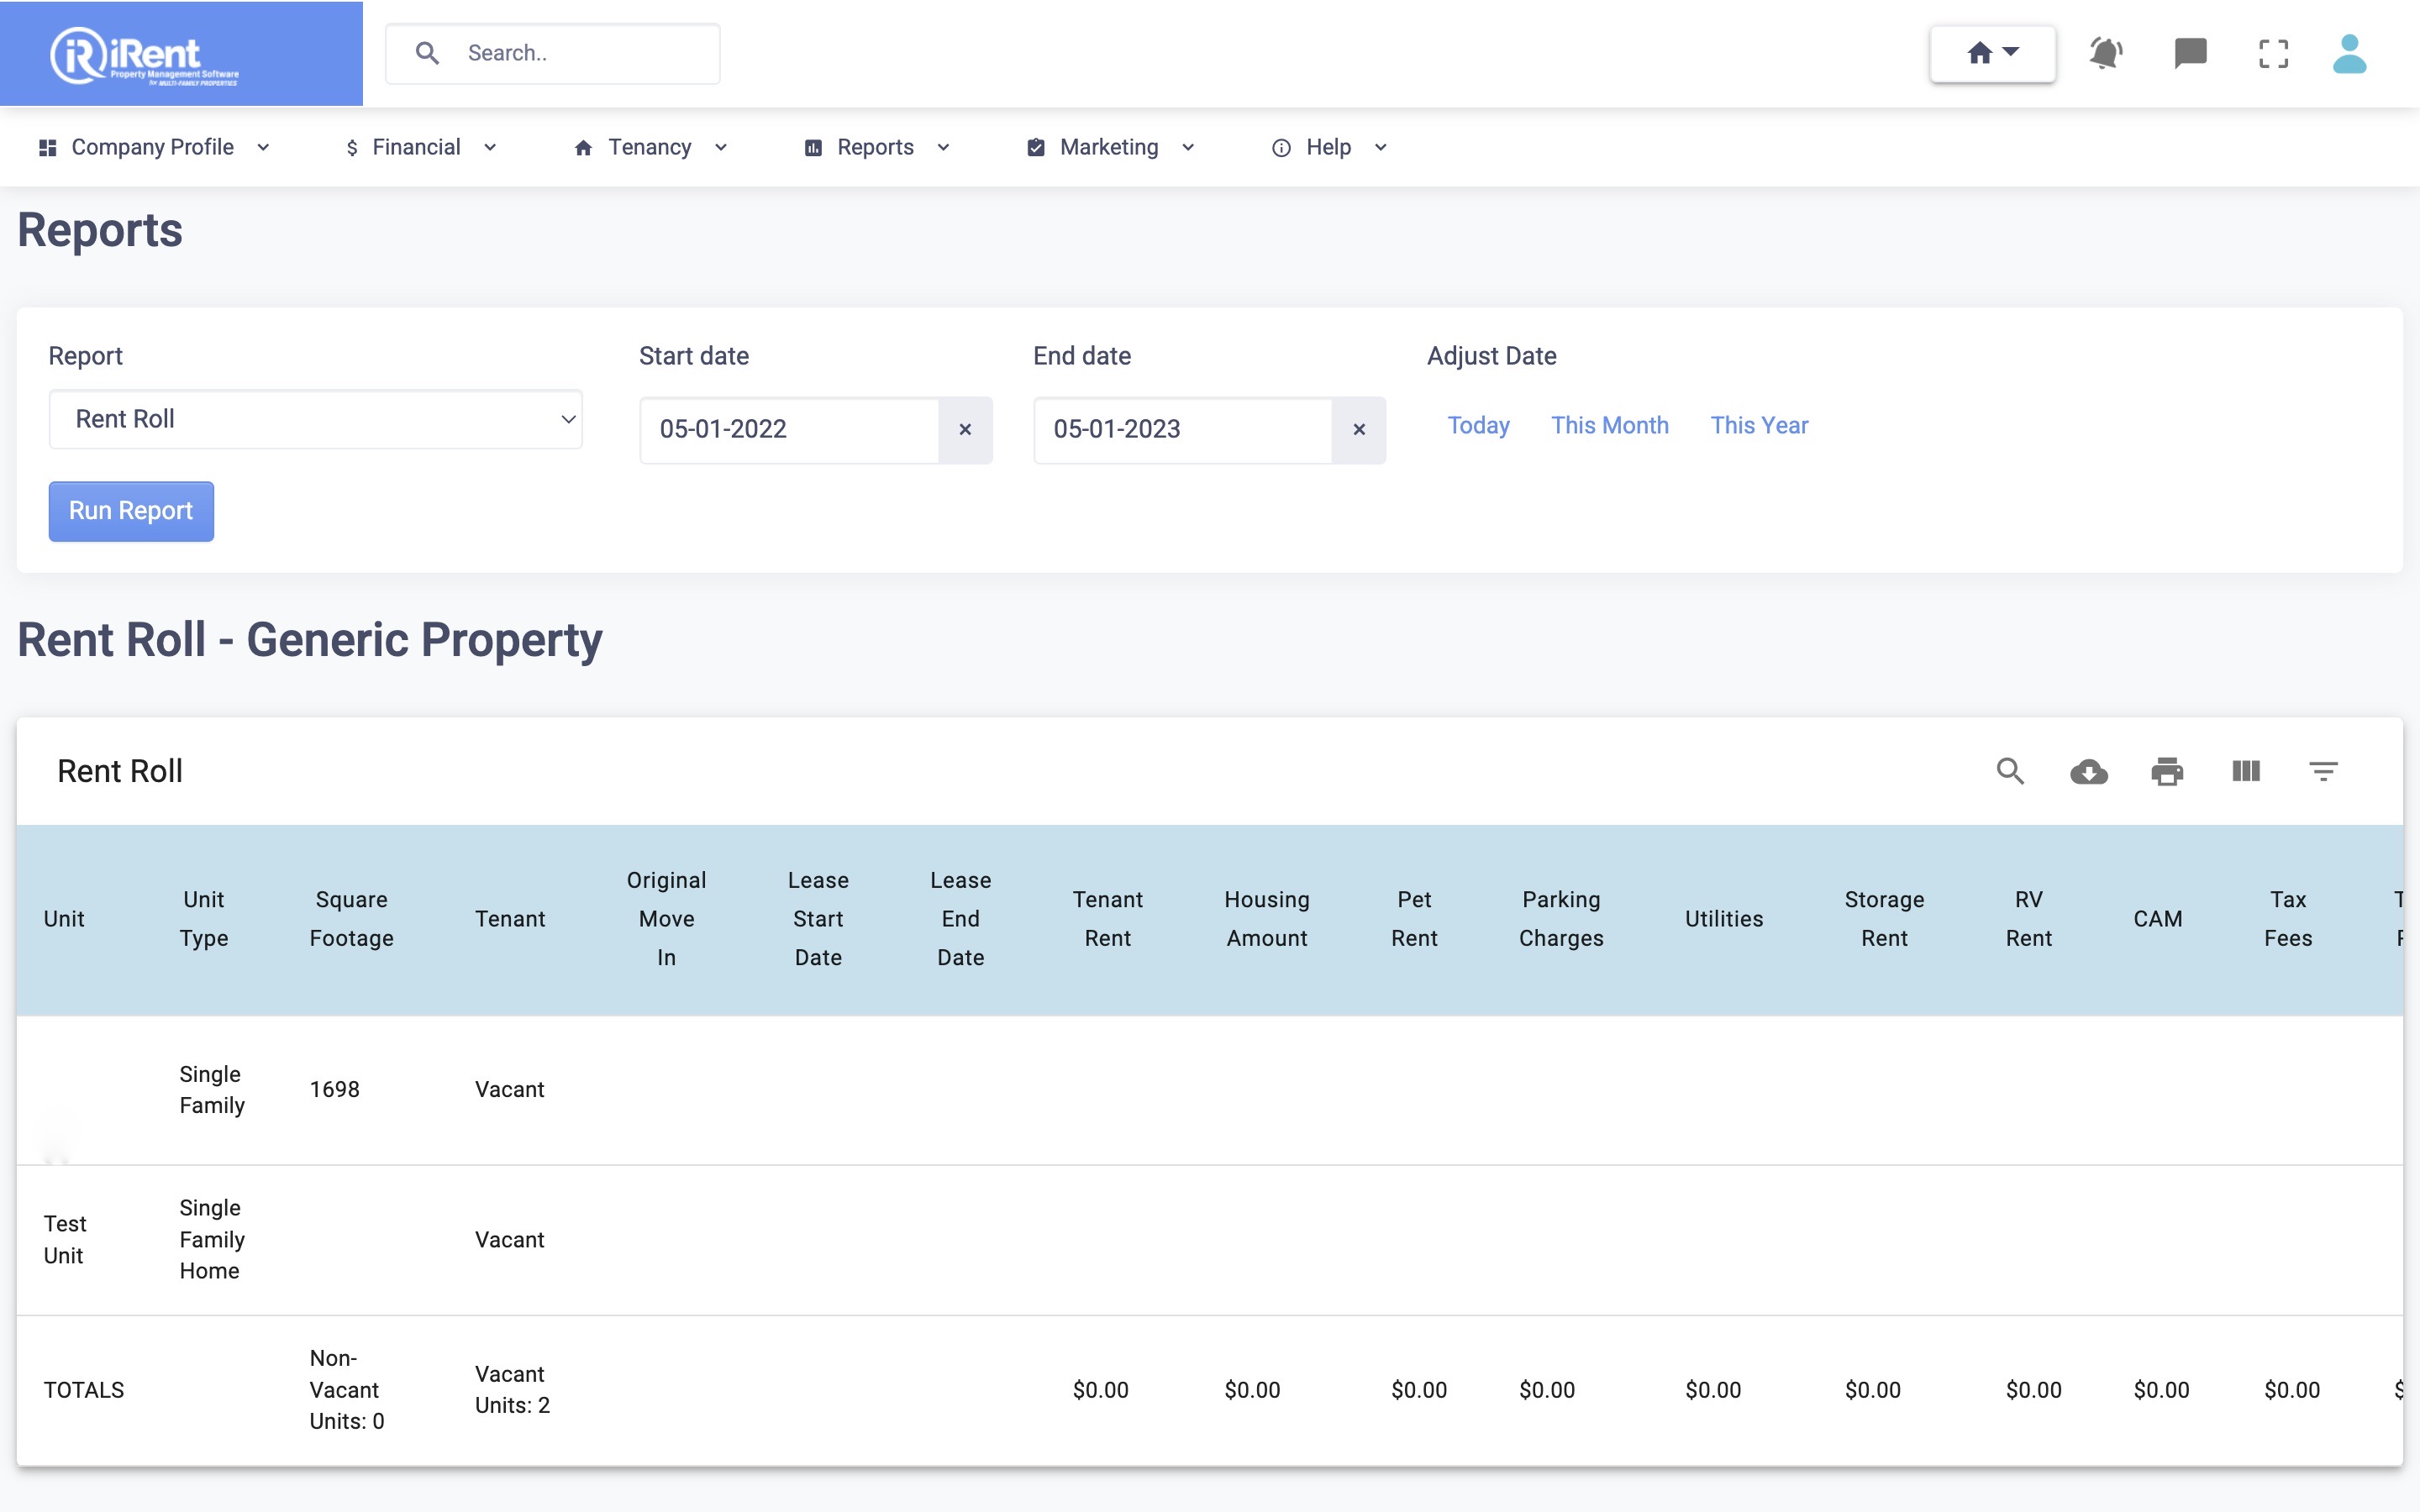 iRent
Property Management Software
for MULTI-FAMILY PROPERTIES
Search..
Company Profile
Financial
Tenancy
Reports
Marketing
Help
Reports
Report
Start date
End date
Adjust Date
Rent Roll
05-01-2022
×
05-01-2023
×
Today
This Month
This Year
Run Report
Rent Roll - Generic Property
Rent Roll
Unit
Unit
Type
Square
Footage
Tenant
Original
Move
In
Lease
Start
Date
Lease
End
Date
Tenant
Rent
Housing
Amount
Pet
Rent
Parking
Charges
Utilities
Storage
Rent
RV
Rent
CAM
Tax
Fees
Single
Family
1698
Vacant
Test
Unit
Single
Family
Home
Vacant
TOTALS
Non-
Vacant
Units: 0
Vacant
Units: 2
$0.00
$0.00
$0.00
$0.00
$0.00
$0.00
$0.00
$0.00
$0.00